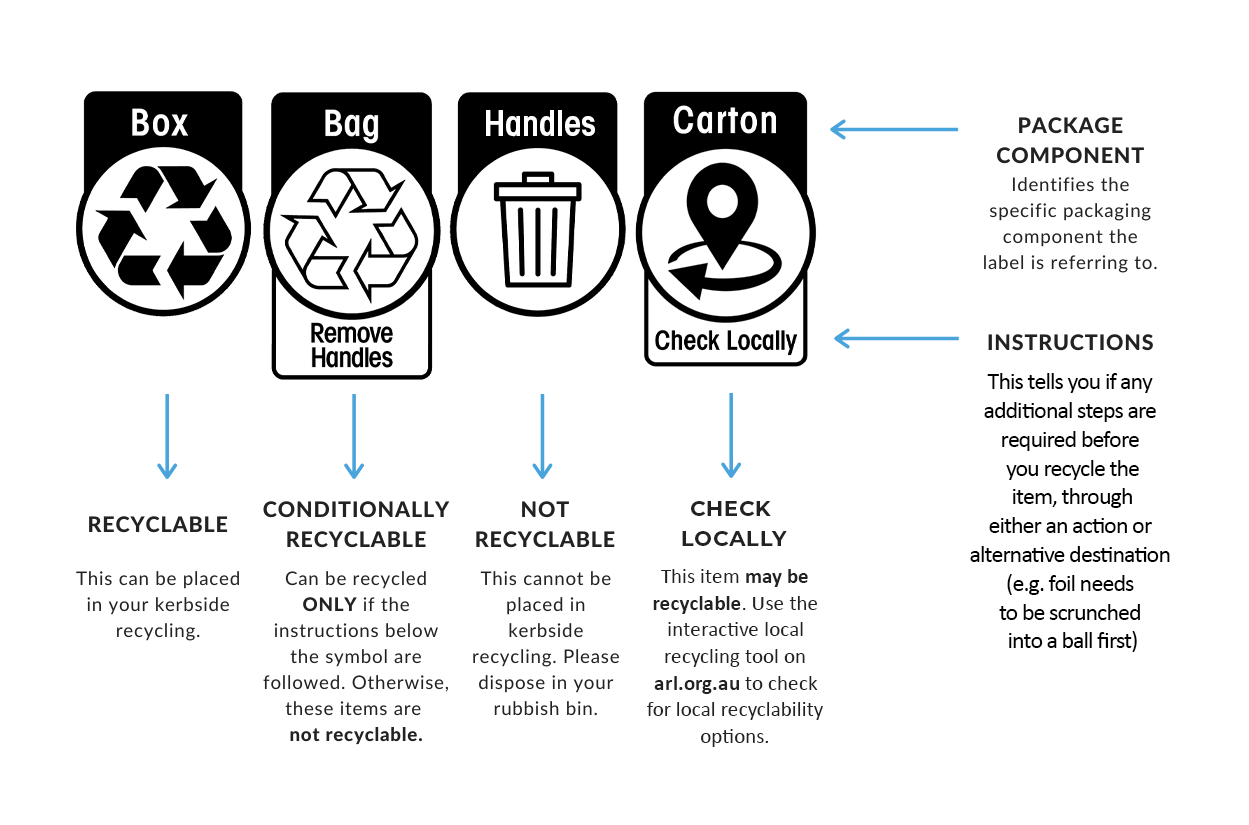 Box
Bag
Handles
Carton
Remove
Handles
Check Locally
PACKAGE
COMPONENT
Identifies the
specific packaging
component the
label is referring to.
INSTRUCTIONS
This tells you if any
additional steps are
required before
you recycle the
item, through
either an action or
alternative destination
(e.g. foil needs
to be scrunched
into a ball first)
RECYCLABLE
This can be placed
in your kerbside
recycling.
CONDITIONALLY
RECYCLABLE
Can be recycled
ONLY if the
instructions below
the symbol are
followed. Otherwise,
these items are
not recyclable.
NOT
RECYCLABLE
This cannot be
placed in
kerbside
recycling. Please
dispose in your
rubbish bin.
CHECK
LOCALLY
This item may be
recyclable. Use the
interactive local
recycling tool on
arl.org.au to check
for local recyclability
options.